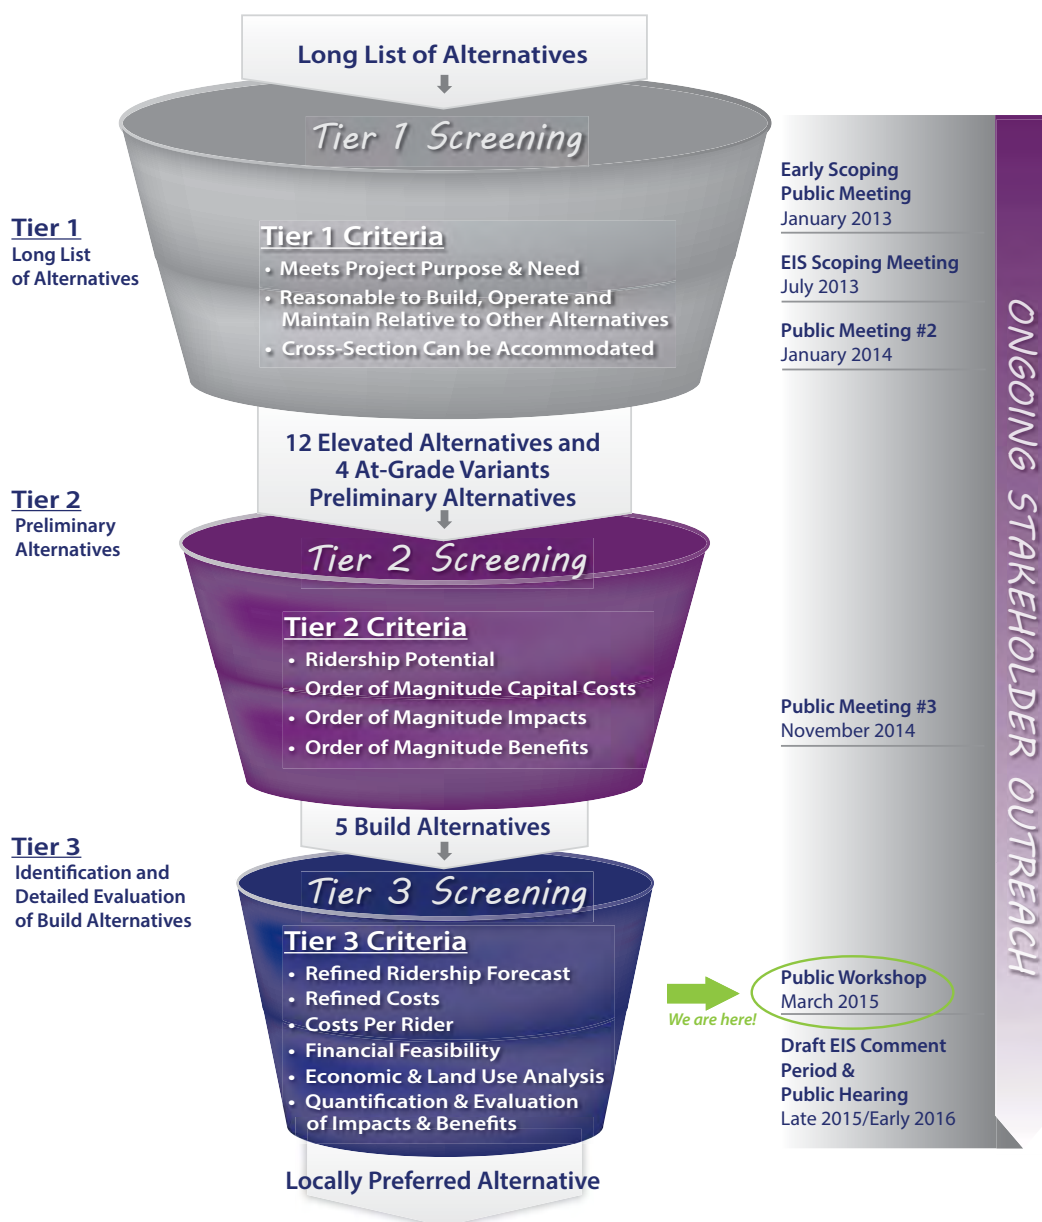 Long List of Alternatives
Tier 1 Screening
Tier 1
Long List
of Alternatives
Tier 1 Criteria
• Meets Project Purpose & Need
• Reasonable to Build, Operate and
Maintain Relative to Other Alternatives
• Cross-Section Can be Accommodated
12 Elevated Alternatives and
4 At-Grade Variants
Preliminary Alternatives
Tier 2
Preliminary
Alternatives
Tier 2 Screening
Tier 2 Criteria
• Ridership Potential
• Order of Magnitude Capital Costs
• Order of Magnitude Impacts
• Order of Magnitude Benefits
5 Build Alternatives
Tier 3
Identification and
Detailed Evaluation
of Build Alternatives
Tier 3 Screening
Tier 3 Criteria
• Refined Ridership Forecast
• Refined Costs
• Costs Per Rider
• Financial Feasibility
• Economic & Land Use Analysis
• Quantification & Evaluation
of Impacts & Benefits
Locally Preferred Alternative
Early Scoping
Public Meeting
January 2013
EIS Scoping Meeting
July 2013
Public Meeting #2
January 2014
Public Meeting #3
November 2014
We are here!
Public Workshop
March 2015
Draft EIS Comment
Period &
Public Hearing
Late 2015/Early 2016
ONGOING STAKEHOLDER OUTREACH